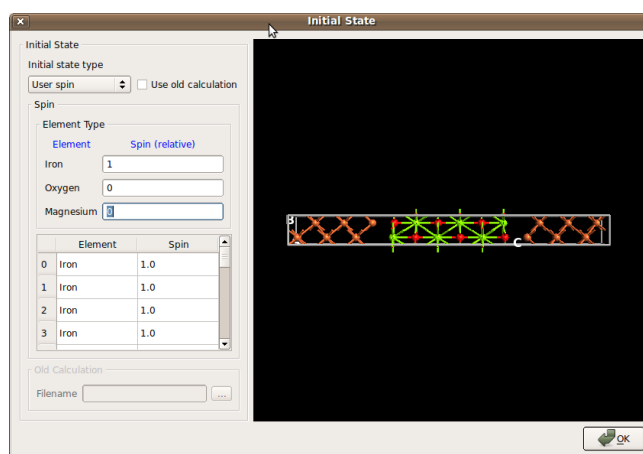 Initial State
Initial State
Initial state type
User spin
Use old calculation
Spin
Element Type
Element Spin (relative)
Iron 1
Oxygen 0
Magnesium 0
Element Spin
0 Iron 1.0
1 Iron 1.0
2 Iron 1.0
3 Iron 1.0
Old Calculation
Filename ...
B
C
OK